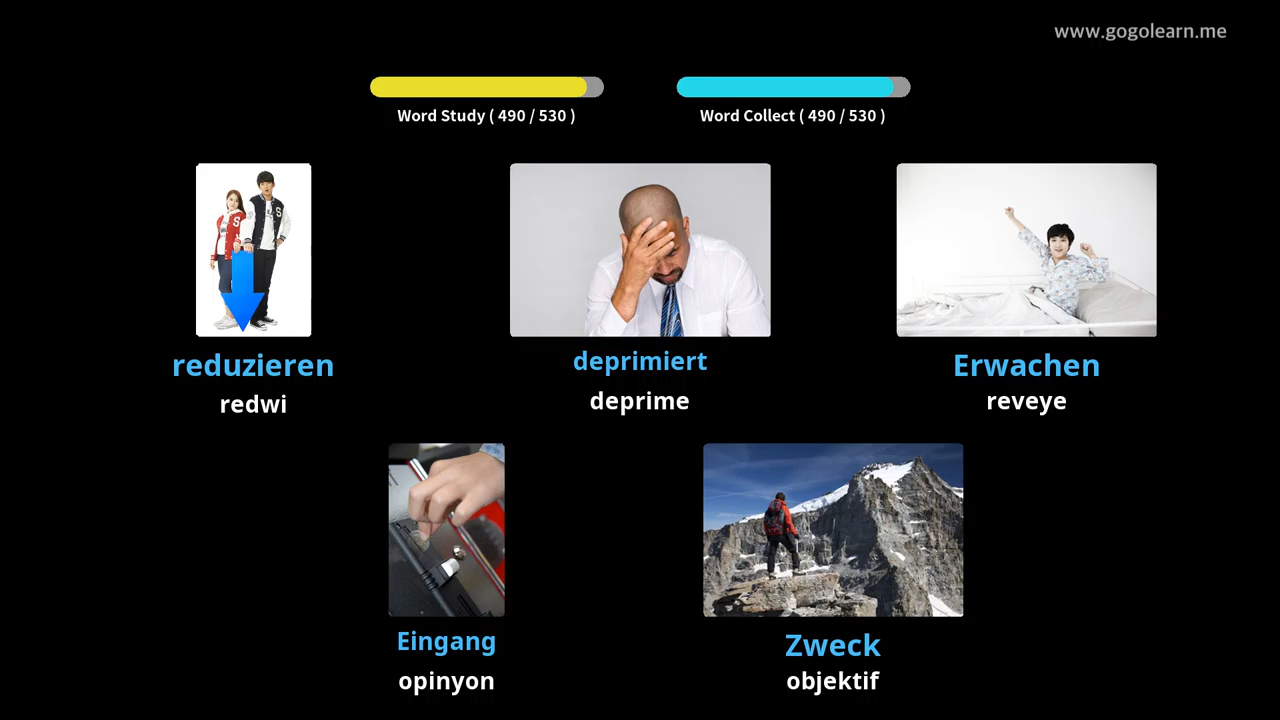 www.gogolearn.me
Word Study ( 490 / 530 )
Word Collect ( 490 / 530 )
reduzieren
redwi
deprimiert
deprime
Erwachen
reveye
Eingang
opinyon
Zweck
objektif